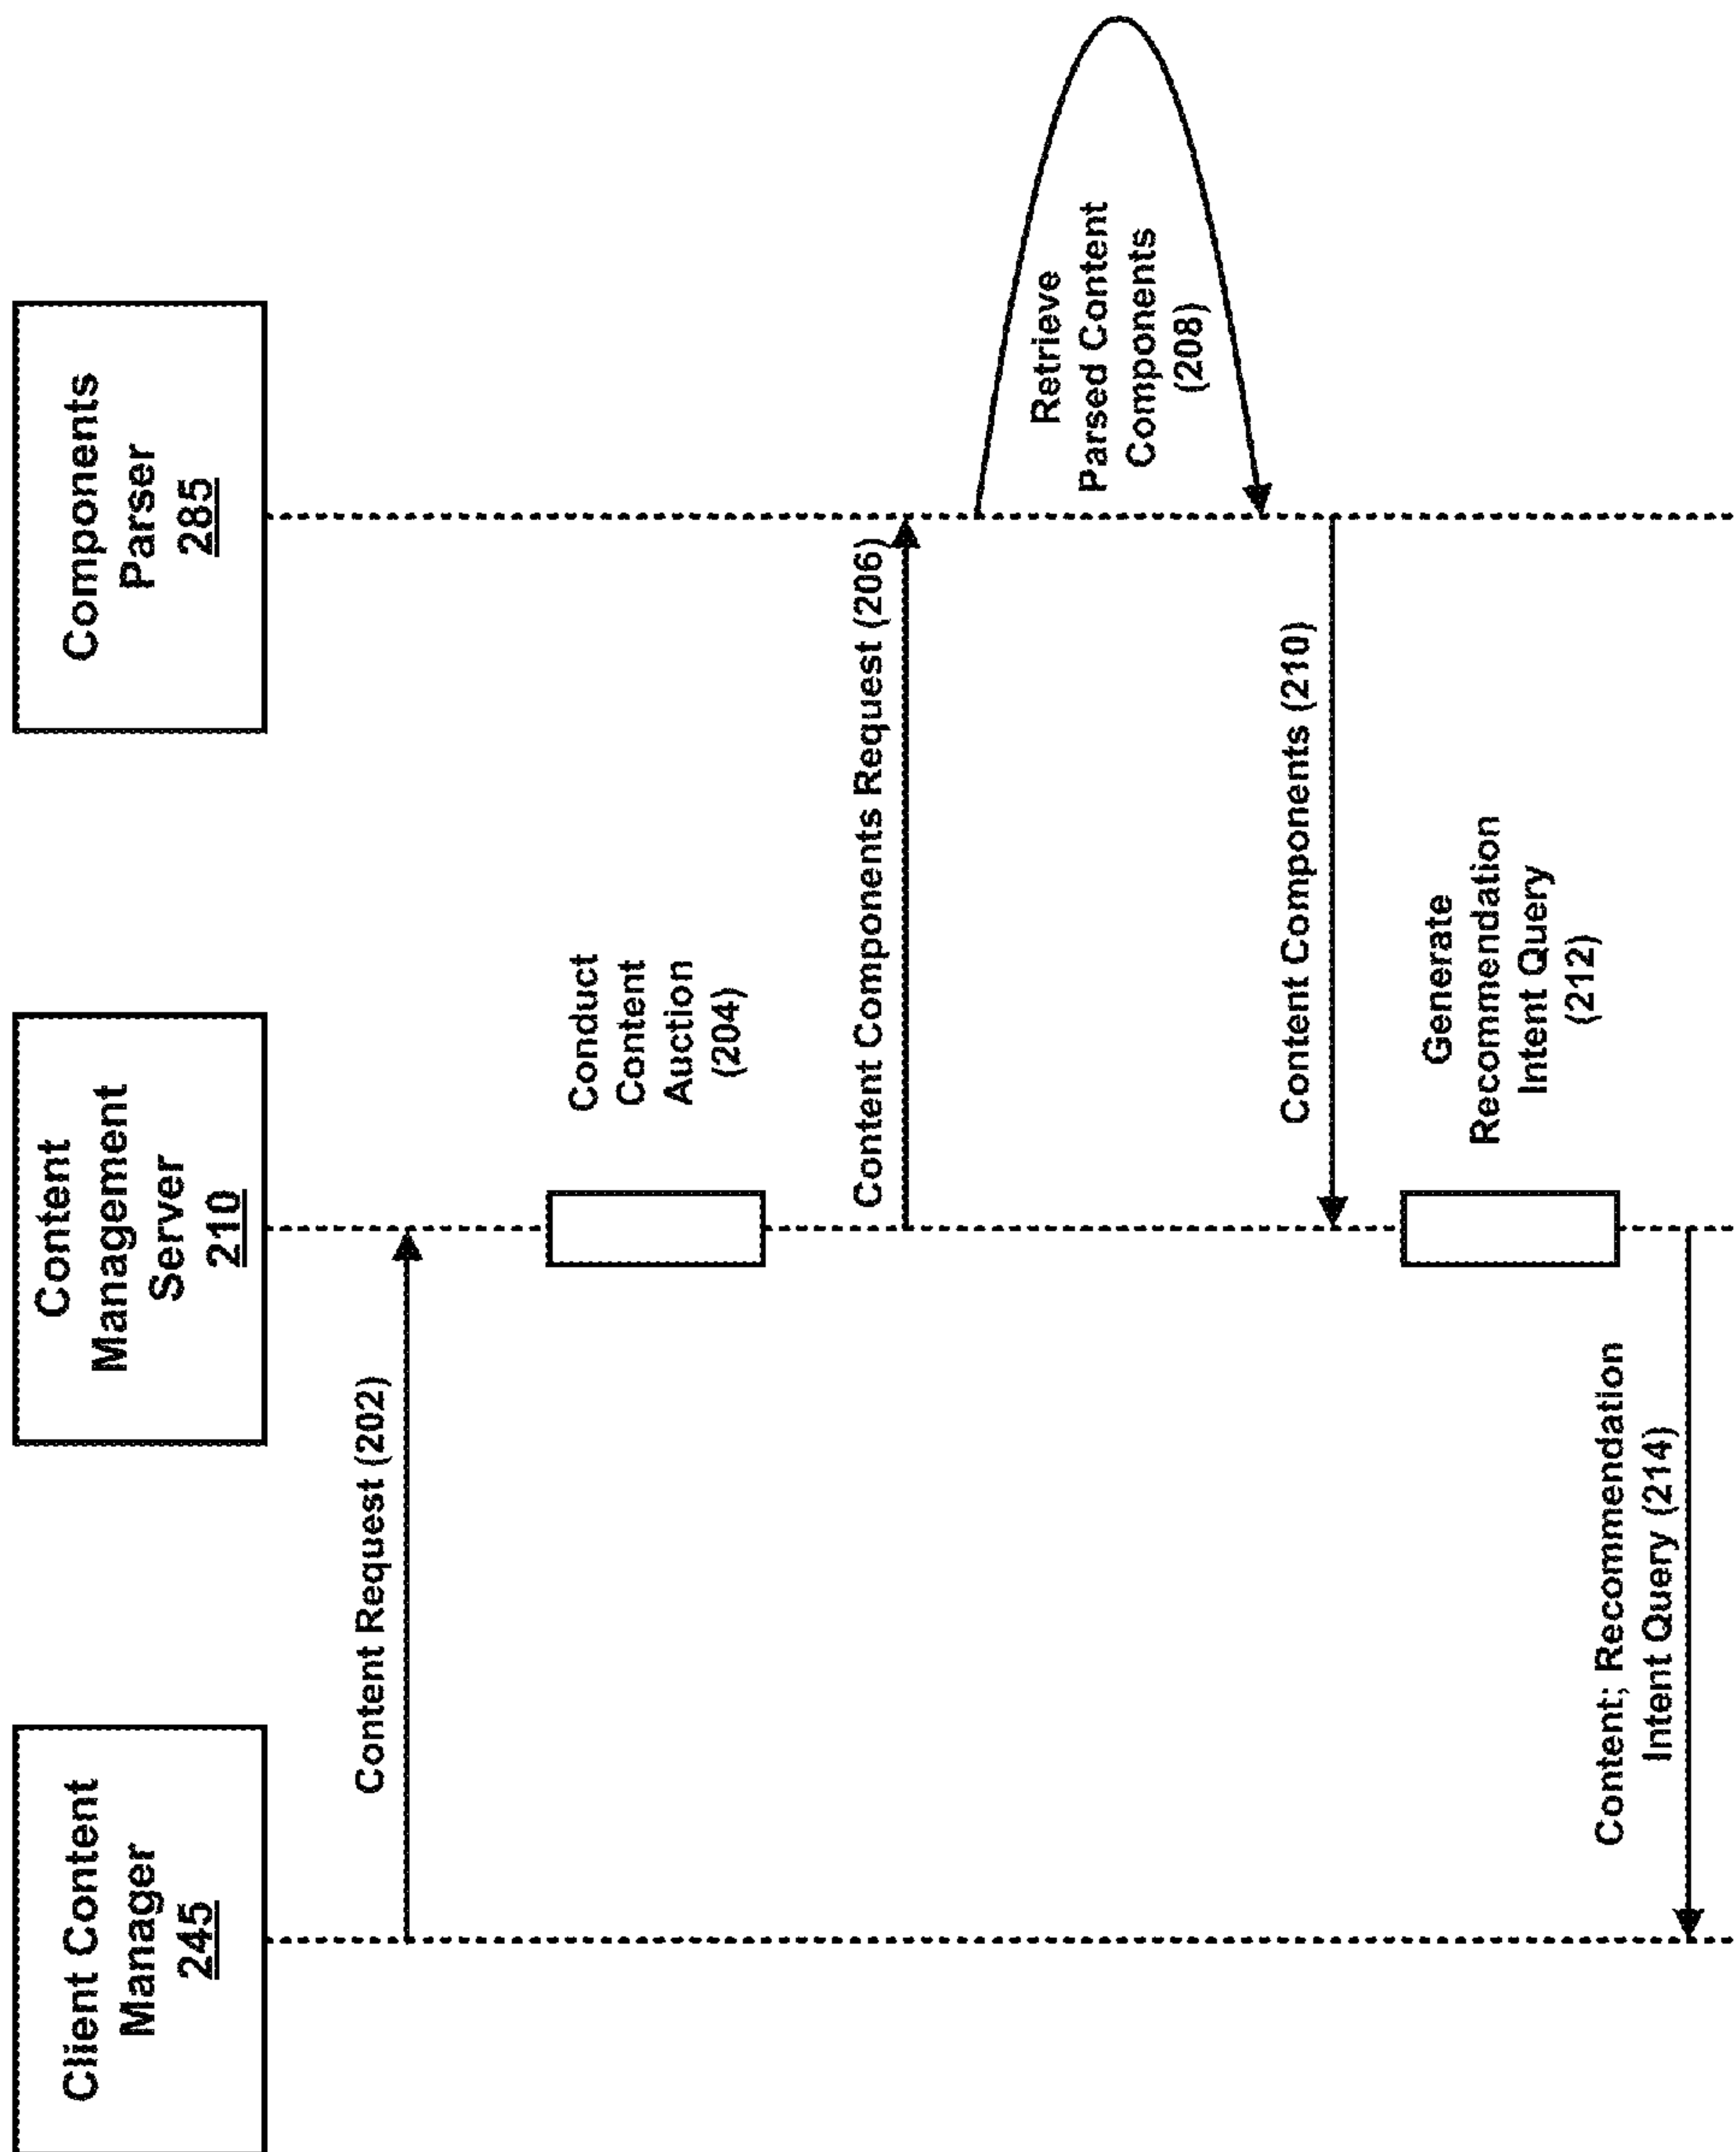 Client Content
Manager
245
Content
Management
Server
210
Components
Parser
285
Content Request (202)
Conduct
Content
Auction
(204)
Content Components Request (206)
Retrieve
Parsed Content
Components
(208)
Content Components (210)
Generate
Recommendation
Intent Query
(212)
Content; Recommendation
Intent Query (214)